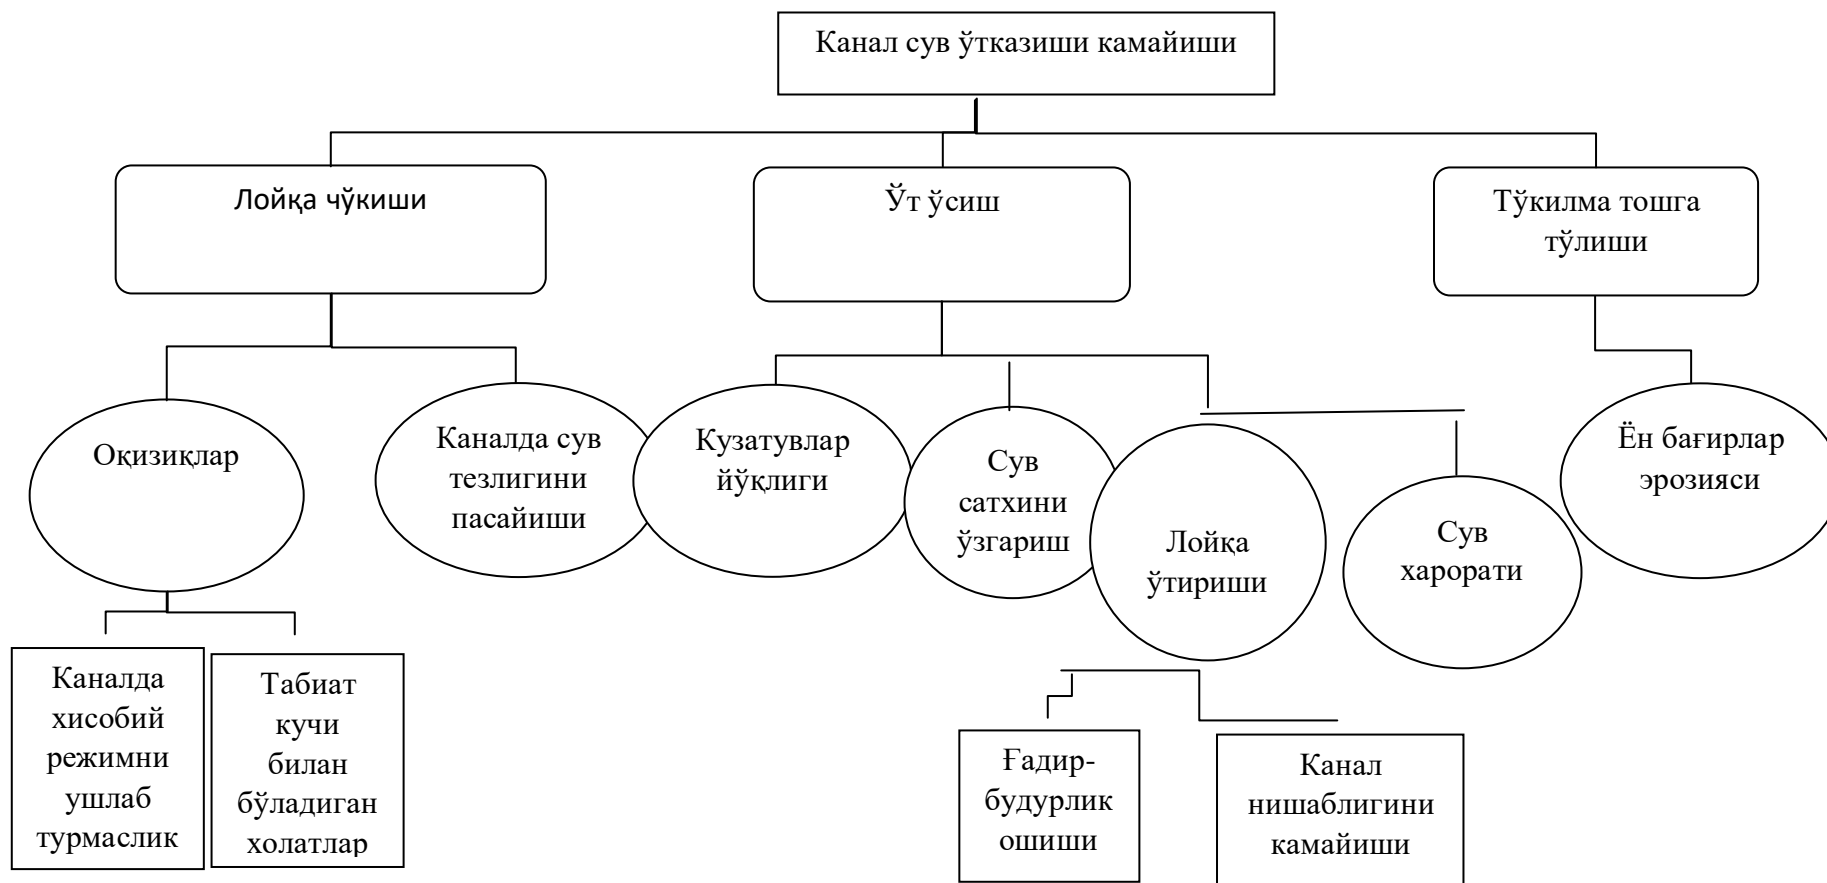 Канал сув ўтказиши камайиши
Лойқа чўкиши
Ўт ўсиш
Тўкилма тошга
тўлиши
Оқизиқлар
Каналда сув
тезлигини
пасайиши
Кузатувлар
йўқлиги
Сув
сатхини
ўзгариш
Лойқа
ўтириши
Сув
харорати
Ён бағирлар
эрозияси
Каналда
хисобий
режимни
ушлаб
турмаслик
Табиат
кучи
билан
бўладиган
холатлар
Ғадир-
будурлик
ошиши
Канал
нишаблигини
камайиши